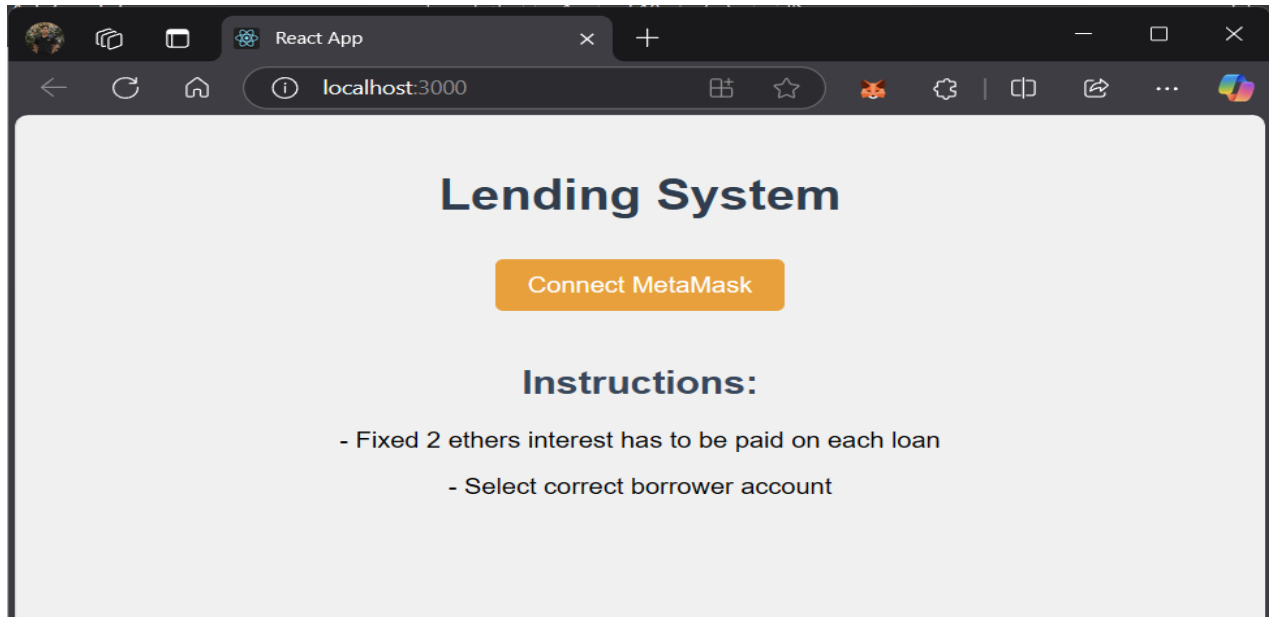 React App
localhost:3000
Lending System
Connect MetaMask
Instructions:
- Fixed 2 ethers interest has to be paid on each loan
- Select correct borrower account